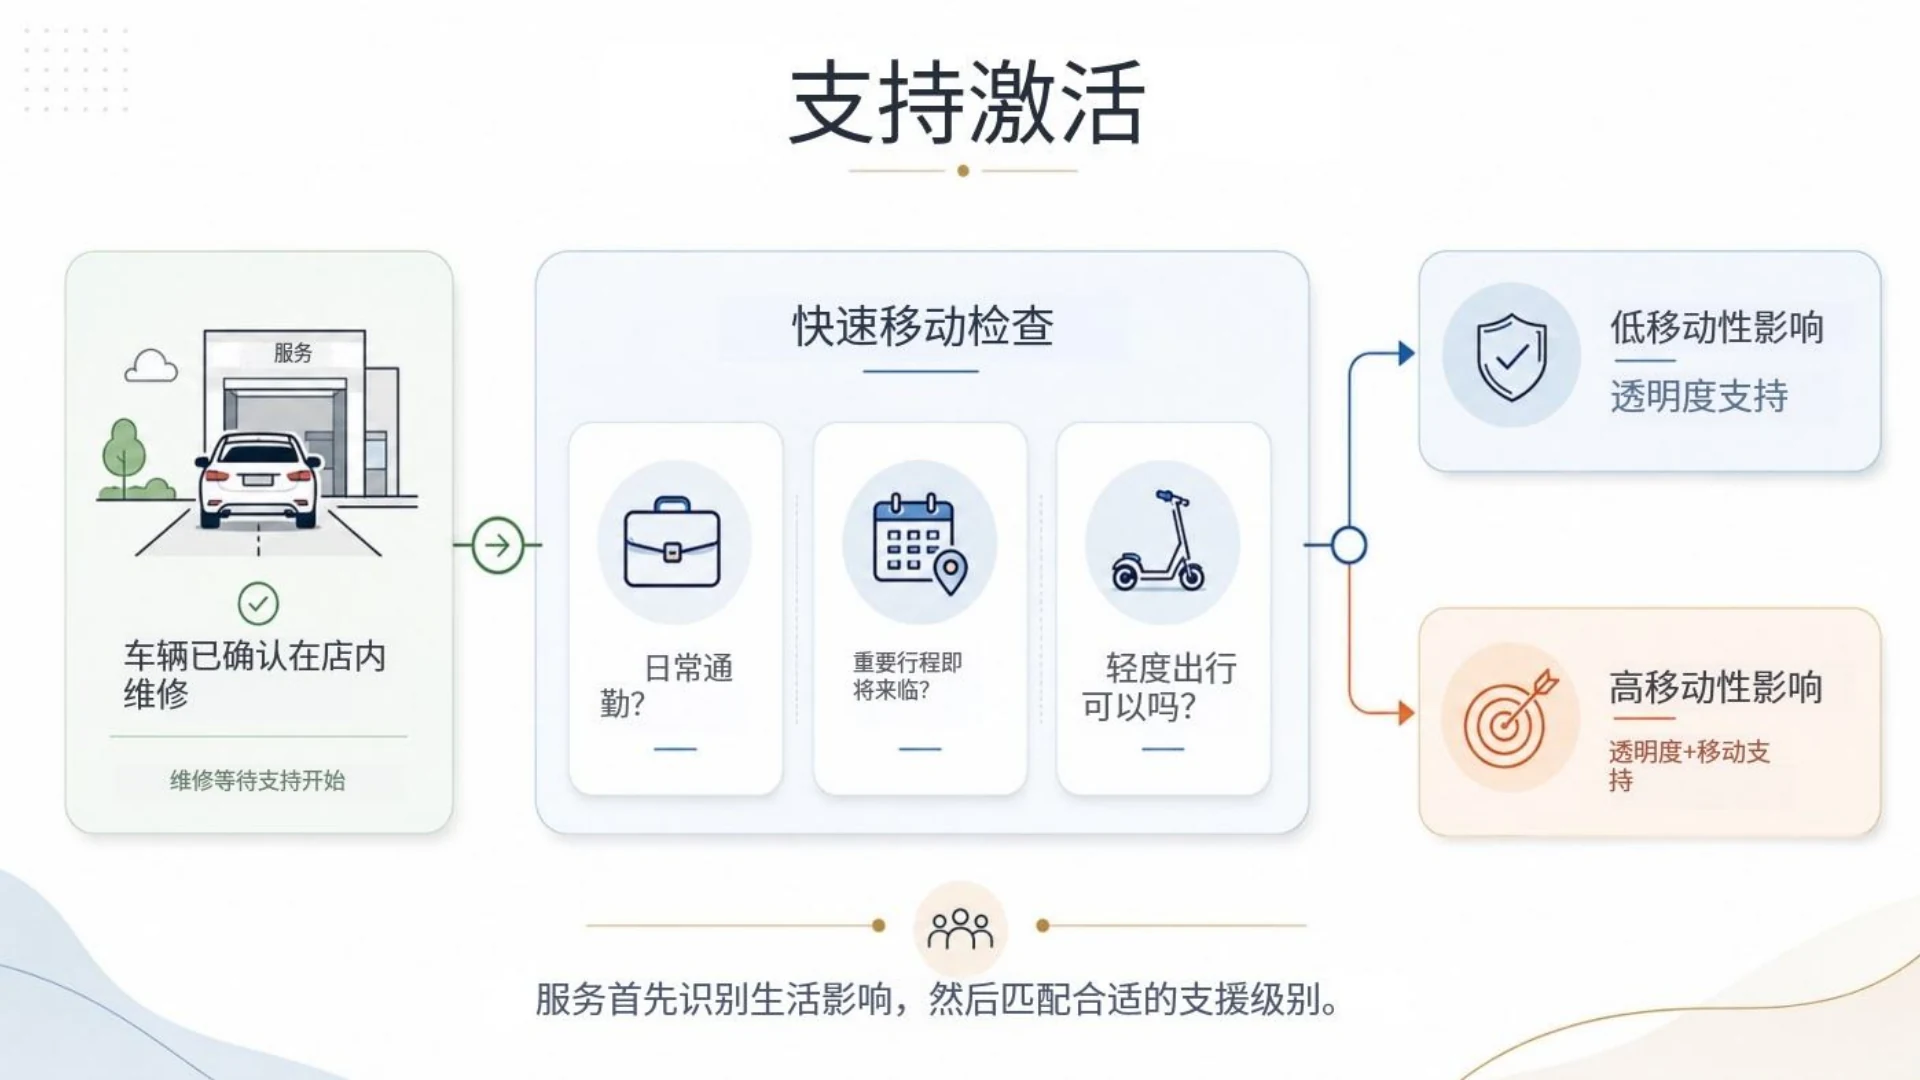 支持激活
服务
车辆已确认在店内
维修
维修等待支持开始
快速移动检查
日常通
勤?
重要行程即
将来临?
轻度出行
可以吗?
低移动性影响
透明度支持
高移动性影响
透明度+移动支
持
服务首先识别生活影响，然后匹配合适的支援级别。